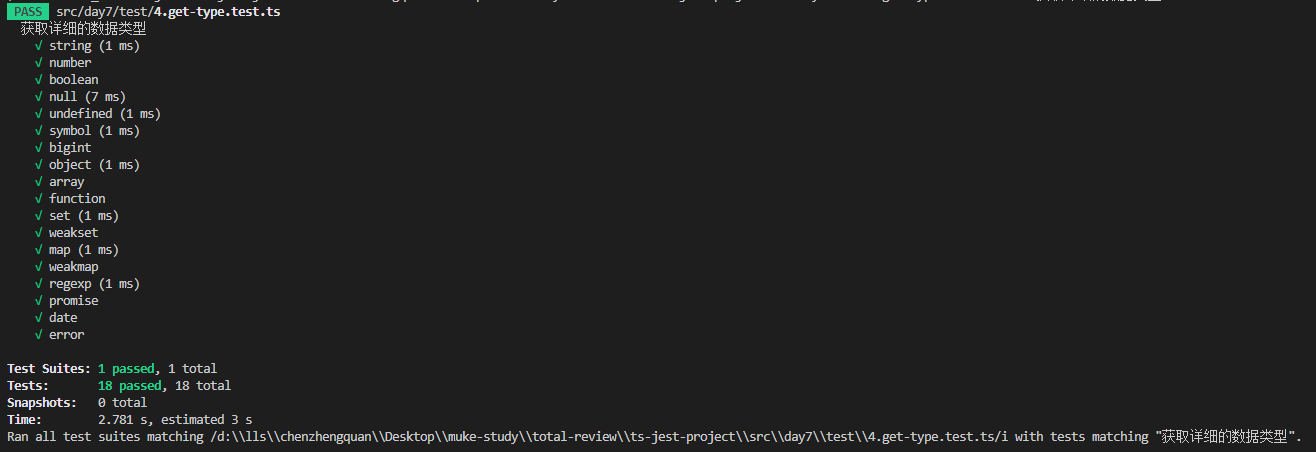 PASS src/day7/test/4.get-type.test.ts
获取详细的数据类型
√ string (1 ms)
√ number
√ boolean
√ null (7 ms)
√ undefined (1 ms)
√ symbol (1 ms)
√ bigint
√ object (1 ms)
√ array
√ function
√ set (1 ms)
√ weakset
√ map (1 ms)
√ weakmap
√ regexp (1 ms)
√ promise
√ date
√ error
Test Suites: 1 passed, 1 total
Tests: 18 passed, 18 total
Snapshots: 0 total
Time: 2.781 s, estimated 3 s
Ran all test suites matching /d:\\lls\\chenzhengquan\\Desktop\\muke-study\\total-review\\ts-jest-project\\src\\day7\\test\\4.get-type.test.ts/i with tests matching "获取详细的数据类型".